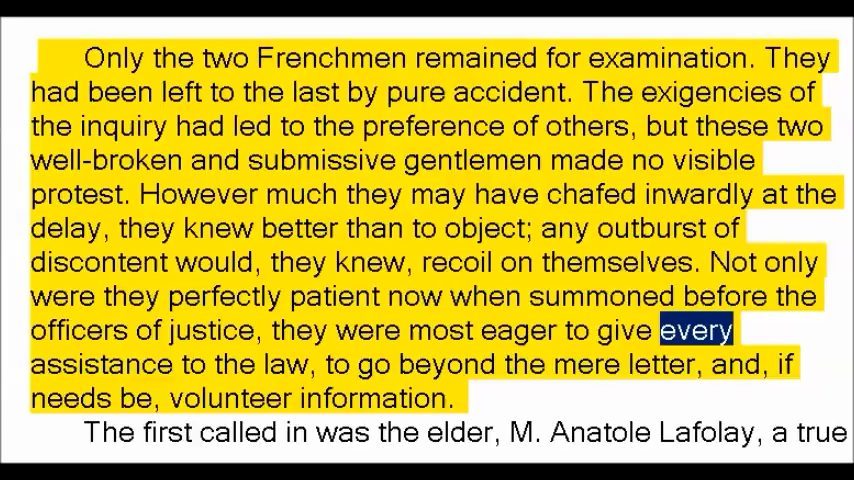 Only the two Frenchmen remained for examination. They
had been left to the last by pure accident. The exigencies of
the inquiry had led to the preference of others, but these two
well-broken and submissive gentlemen made no visible
protest. However much they may have chafed inwardly at the
delay, they knew better than to object; any outburst of
discontent would, they knew, recoil on themselves. Not only
were they perfectly patient now when summoned before the
officers of justice, they were most eager to give every
assistance to the law, to go beyond the mere letter, and, if
needs be, volunteer information.
The first called in was the elder, M. Anatole Lafolay, a true